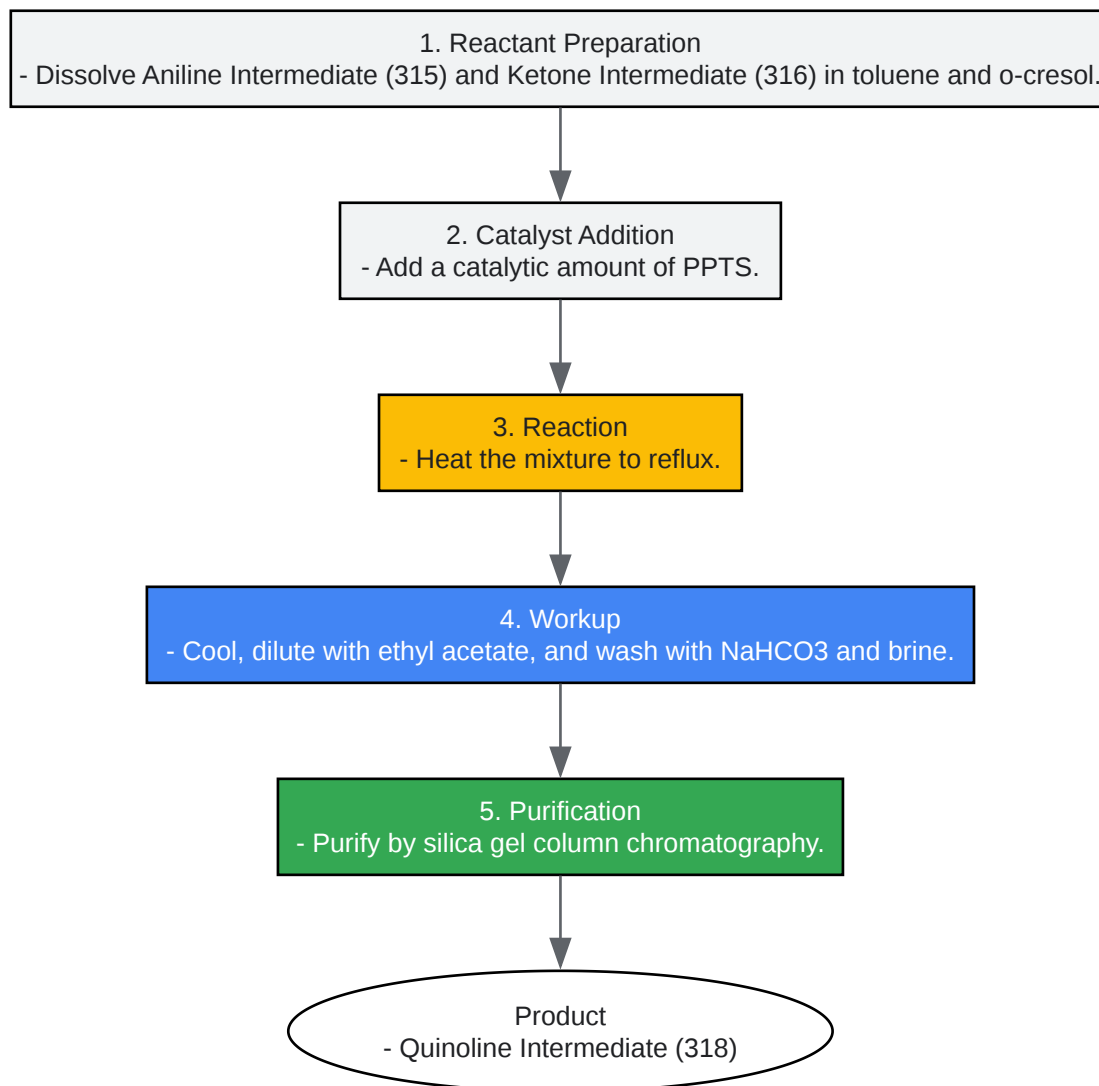 1. Reactant Preparation
- Dissolve Aniline Intermediate (315) and Ketone Intermediate (316) in toluene and o-cresol.
2. Catalyst Addition
- Add a catalytic amount of PPTS.
3. Reaction
- Heat the mixture to reflux.
4. Workup
- Cool, dilute with ethyl acetate, and wash with NaHCO3 and brine.
5. Purification
- Purify by silica gel column chromatography.
Product
- Quinoline Intermediate (318)